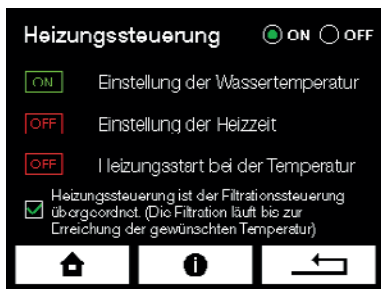 Heizungssteuerung ON OFF
ON Einstellung der Wassertemperatur
OFF Einstellung der Heizzeit
OFF Heizungsstart bei der Temperatur
Heizungssteuerung ist der Filtrationssteuerung
übergeordnet. (Die Filtration läuft bis zur
Erreichung der gewünschten Temperatur)